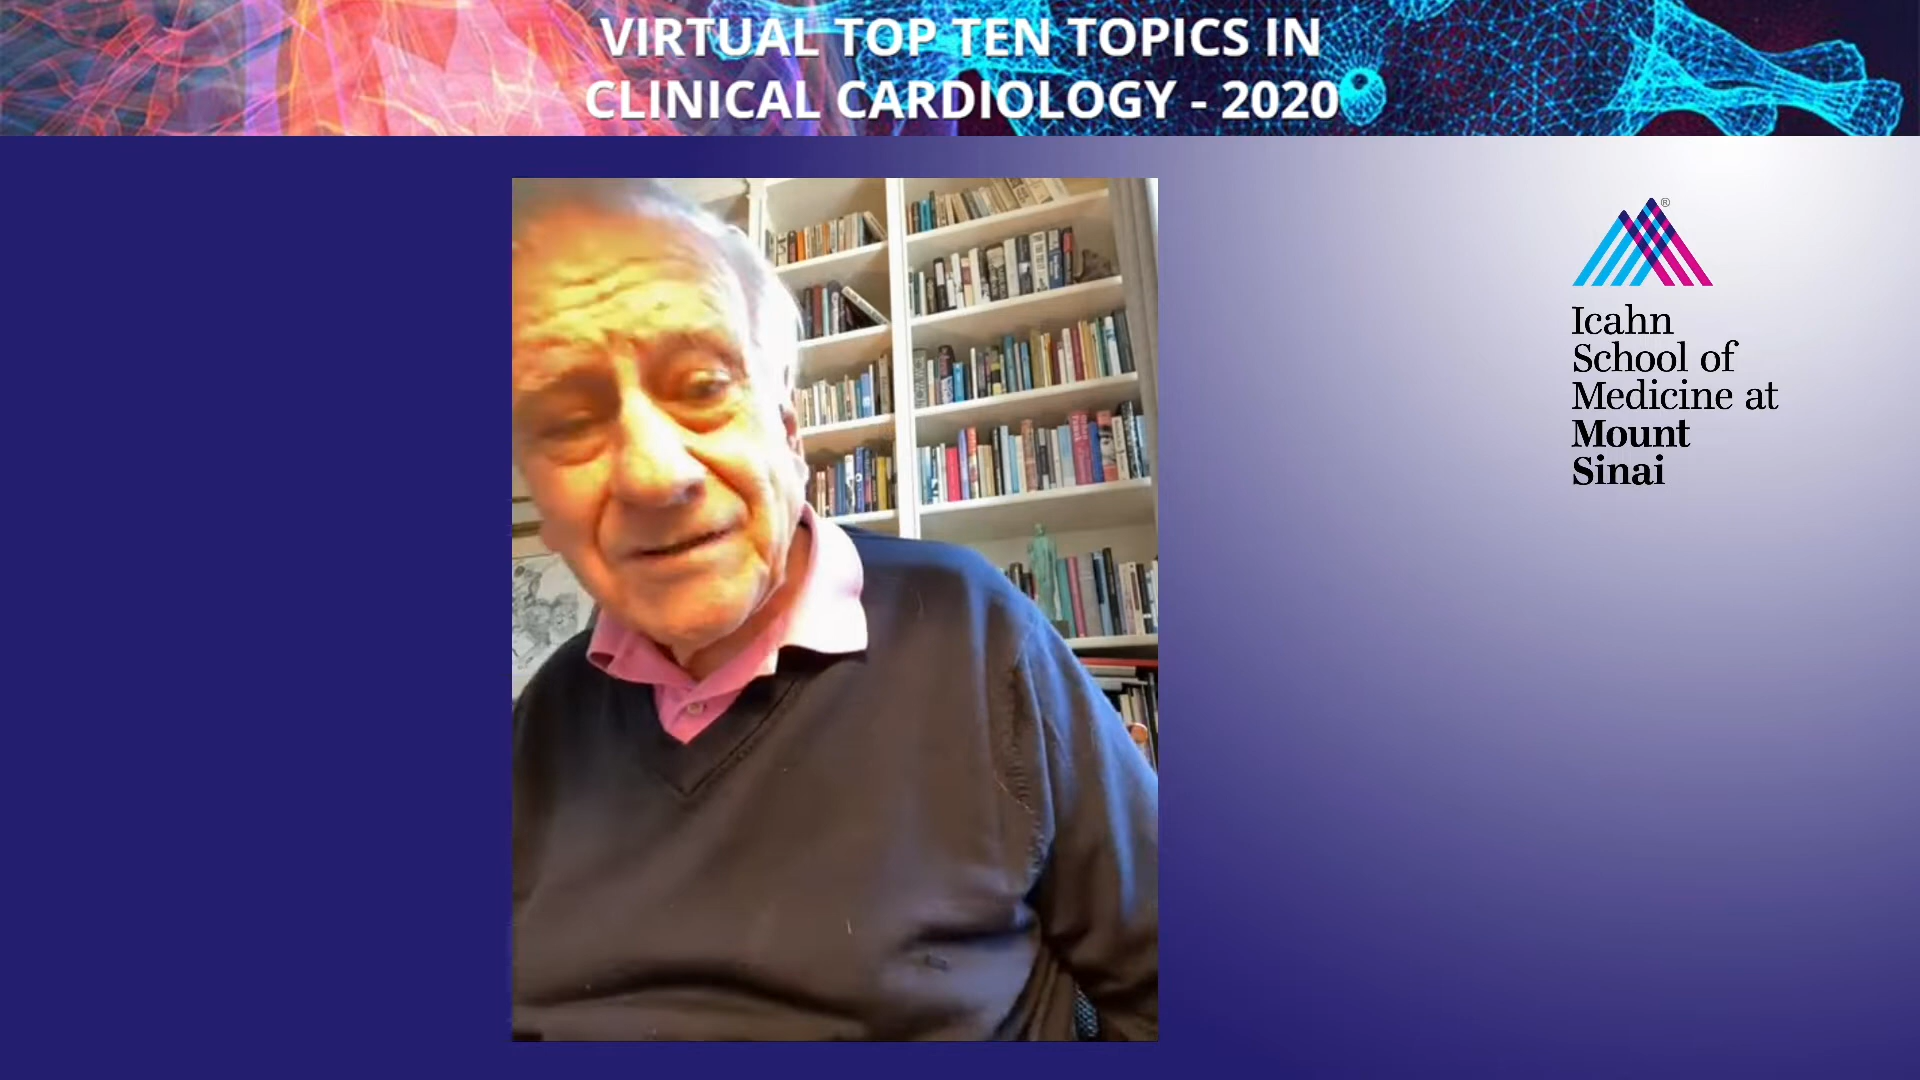 VIRTUAL TOP TEN TOPICS IN
CLINICAL CARDIOLOGY - 2020
®
Icahn
School of
Medicine at
Mount
Sinai